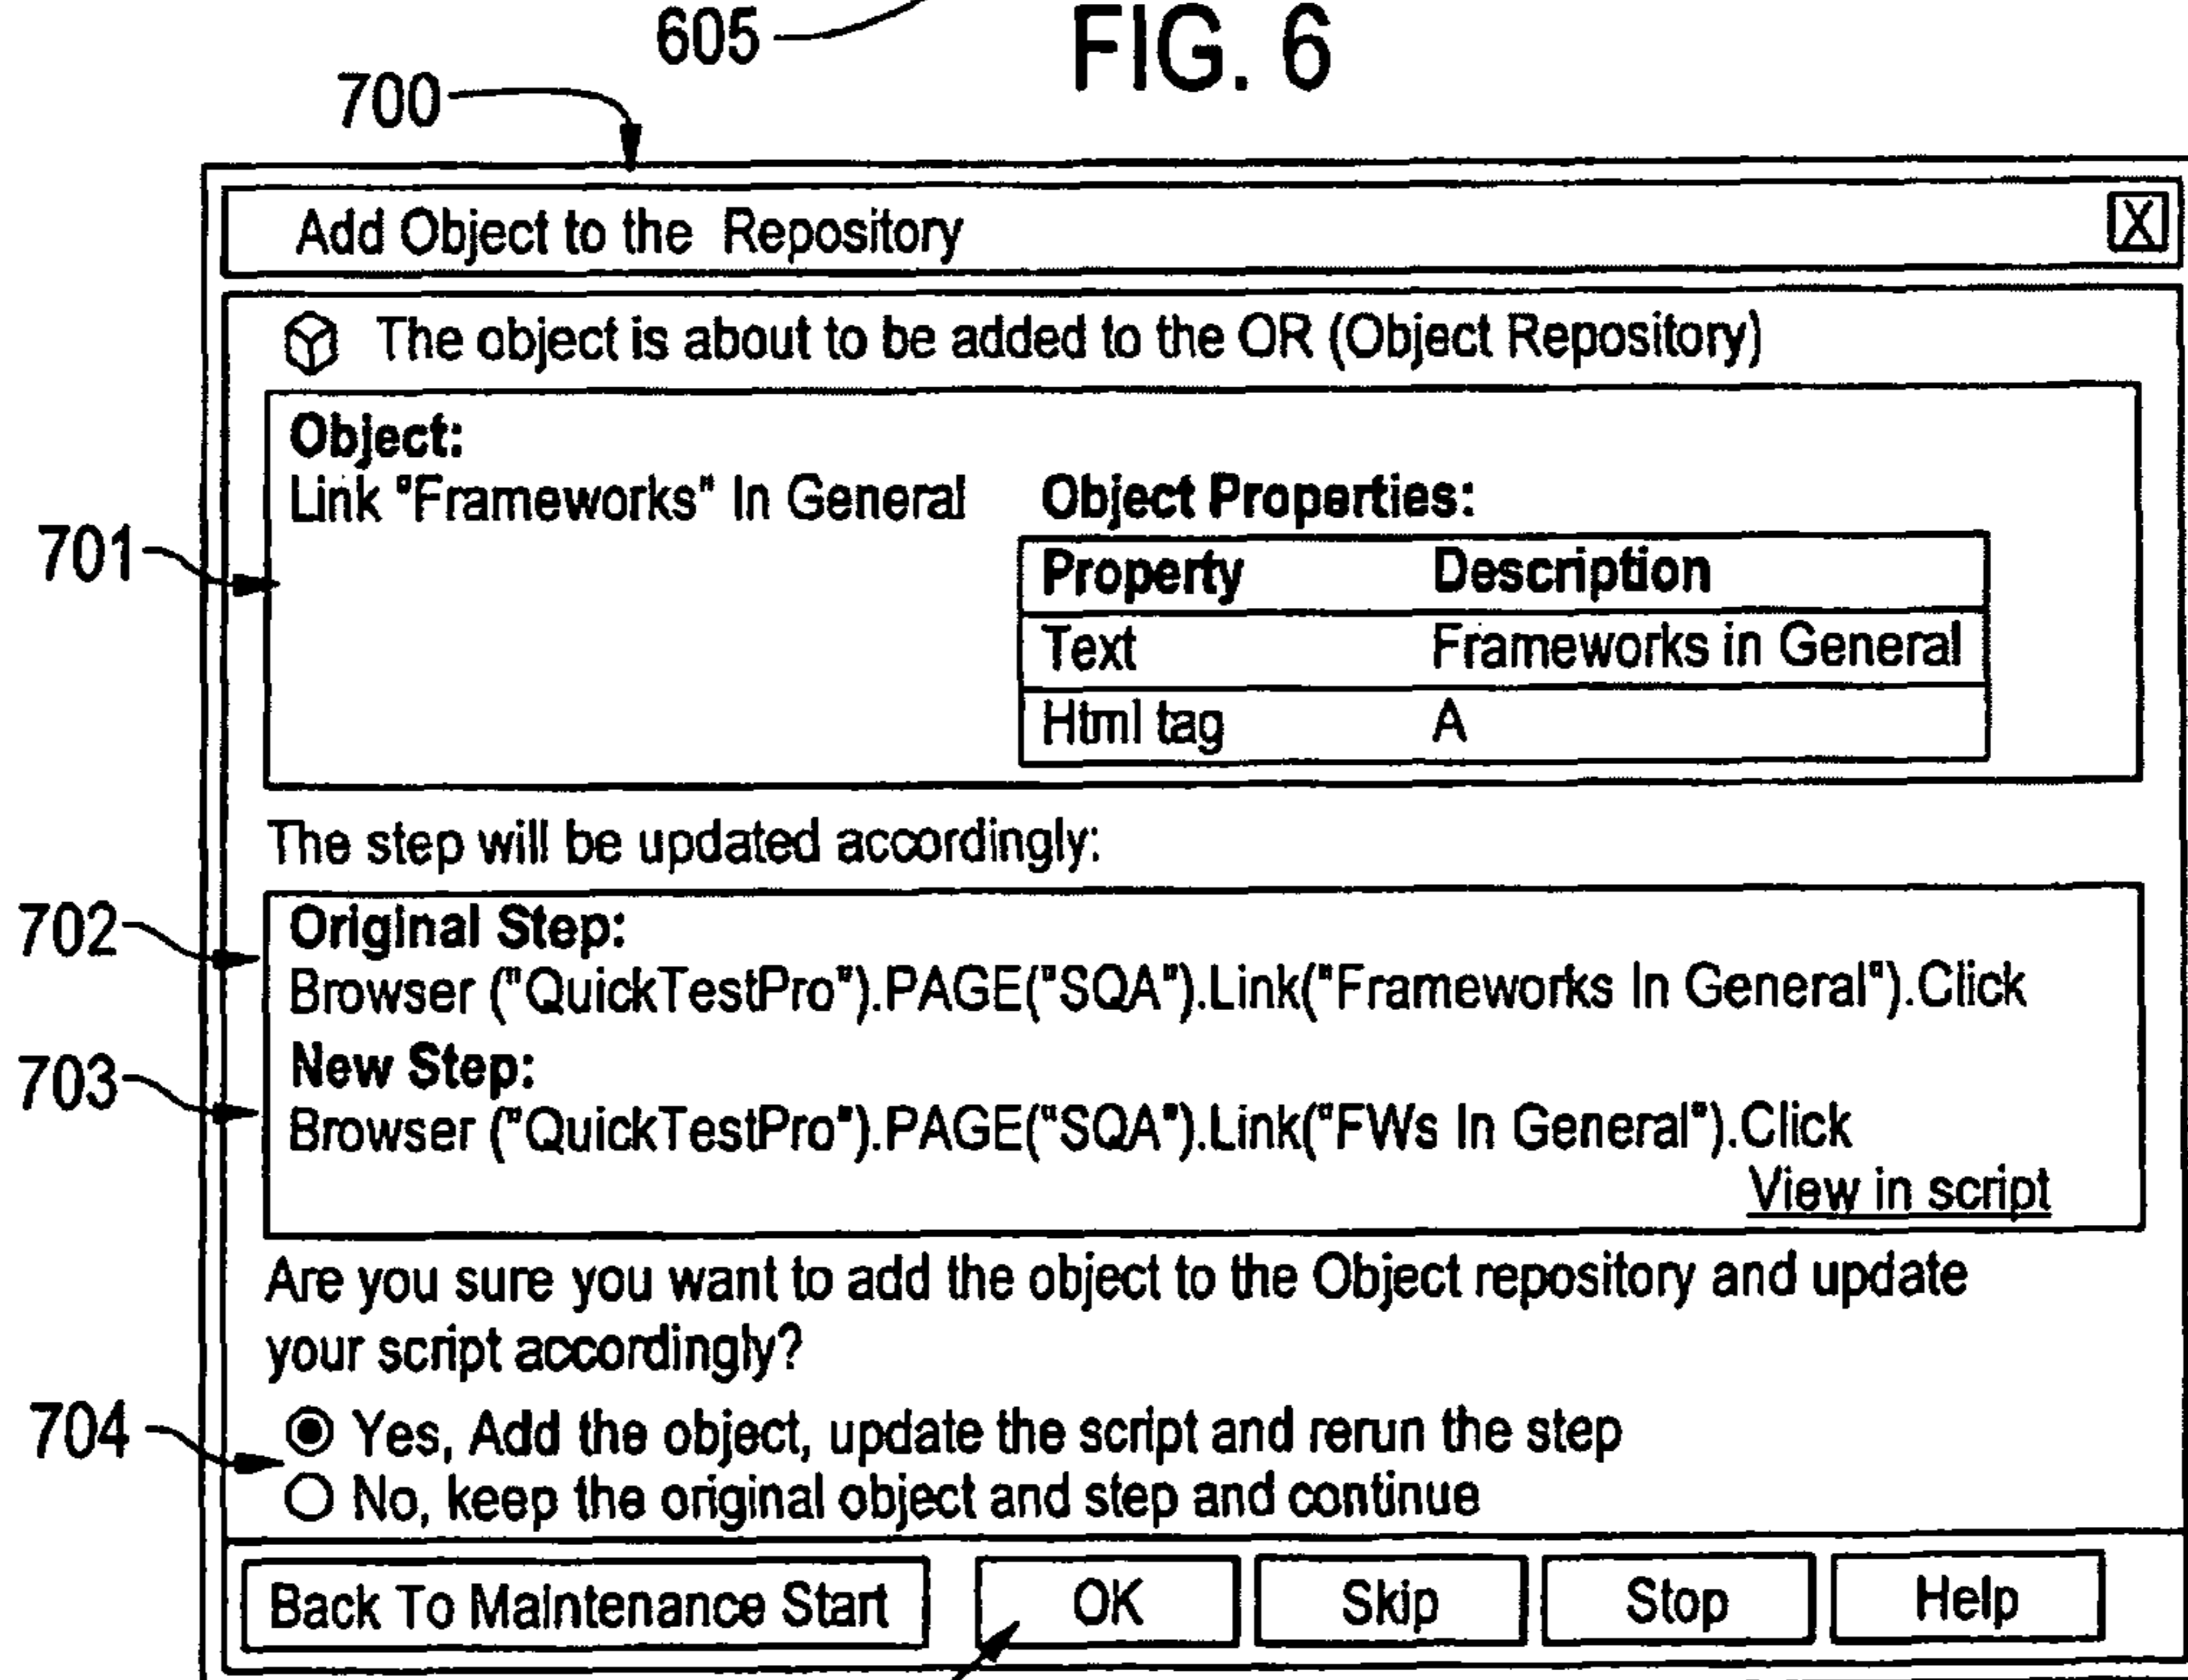 605
FIG. 6
700
Add Object to the Repository
X
The object is about to be added to the OR (Object Repository)
Object:
Link "Frameworks" In General
Object Properties:
701
Property Description
Text Frameworks in General
Html tag A
The step will be updated accordingly:
702
Original Step:
Browser ("QuickTestPro").PAGE("SQA").Link("Frameworks In General").Click
703
New Step:
Browser ("QuickTestPro").PAGE("SQA").Link("FWs In General").Click
View in script
Are you sure you want to add the object to the Object repository and update
your script accordingly?
704
Yes, Add the object, update the script and rerun the step
No, keep the original object and step and continue
Back To Maintenance Start OK Skip Stop Help